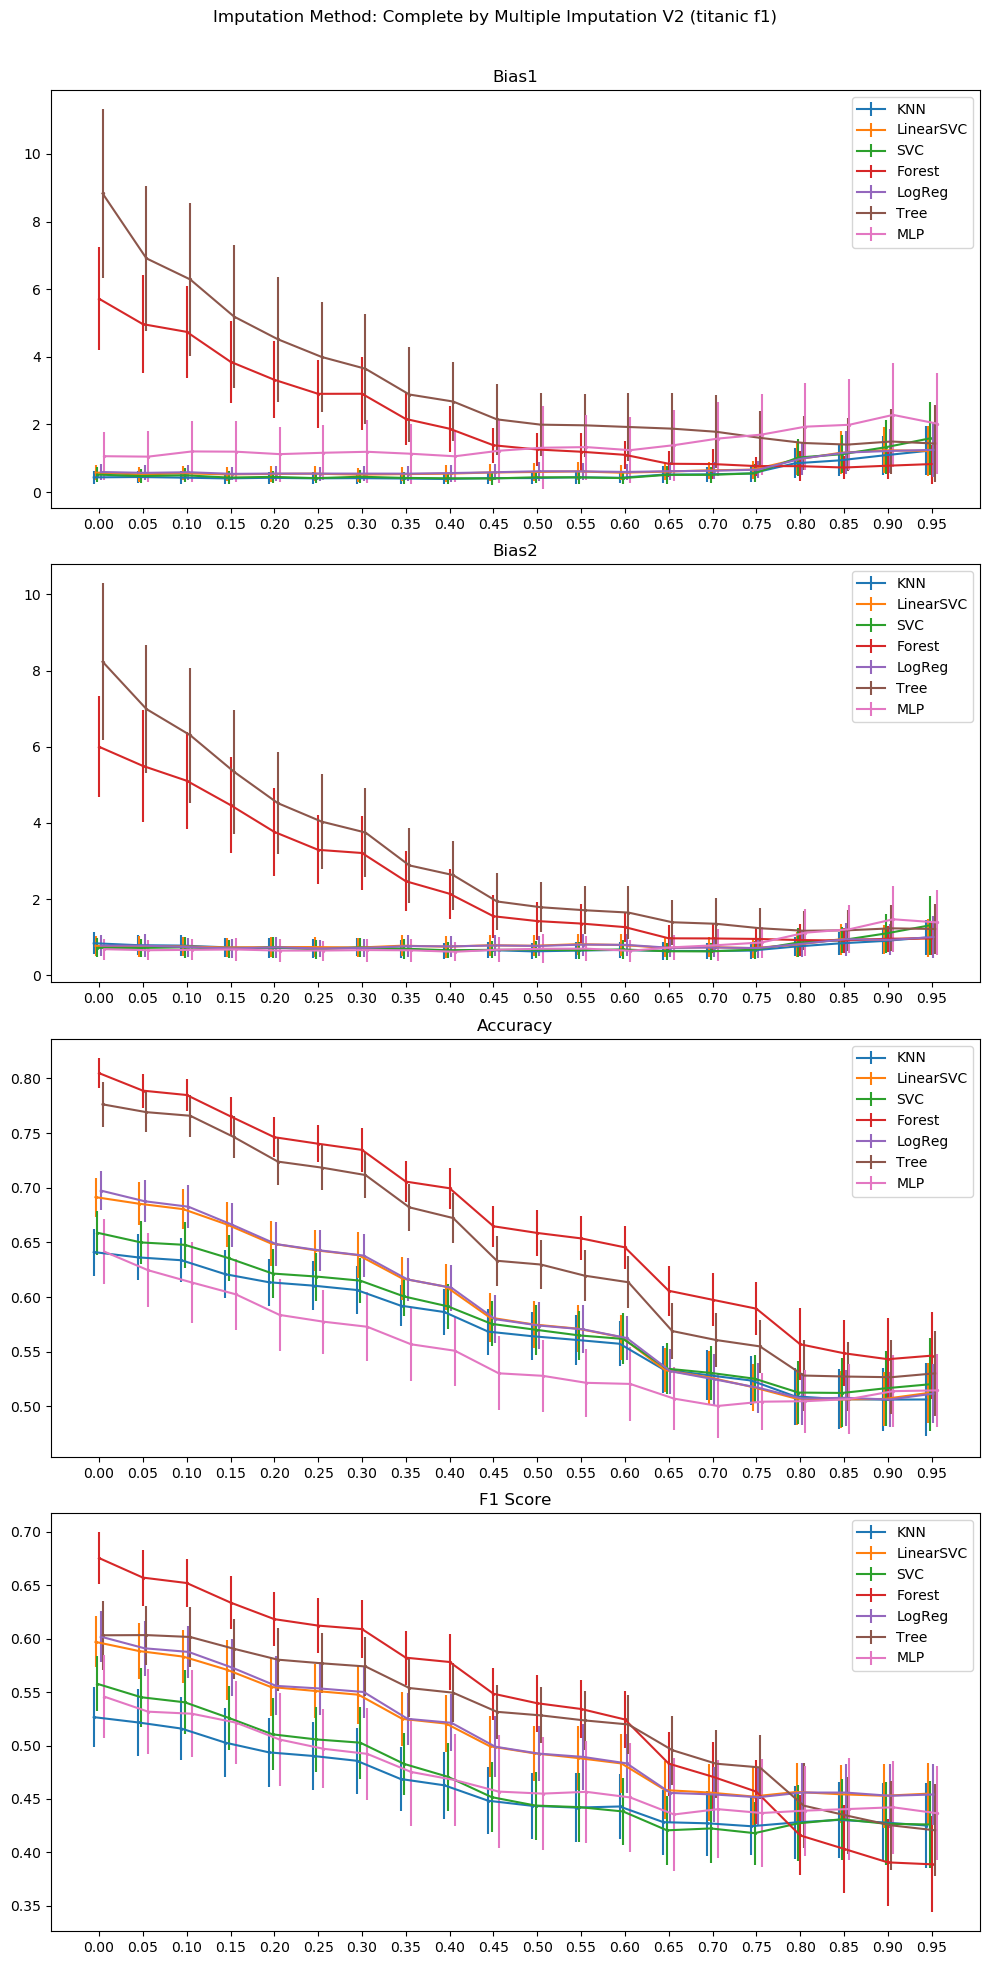 Imputation Method: Complete by Multiple Imputation V2 (titanic f1)
Bias1
KNN
LinearSVC
SVC
Forest
LogReg
Tree
MLP
10
8
6
4
2
0
0.00 0.05 0.10 0.15 0.20 0.25 0.30 0.35 0.40 0.45 0.50 0.55 0.60 0.65 0.70 0.75 0.80 0.85 0.90 0.95
Bias2
KNN
LinearSVC
SVC
Forest
LogReg
Tree
MLP
10
8
6
4
2
0
0.00 0.05 0.10 0.15 0.20 0.25 0.30 0.35 0.40 0.45 0.50 0.55 0.60 0.65 0.70 0.75 0.80 0.85 0.90 0.95
Accuracy
KNN
LinearSVC
SVC
Forest
LogReg
Tree
MLP
0.80
0.75
0.70
0.65
0.60
0.55
0.50
0.00 0.05 0.10 0.15 0.20 0.25 0.30 0.35 0.40 0.45 0.50 0.55 0.60 0.65 0.70 0.75 0.80 0.85 0.90 0.95
F1 Score
KNN
LinearSVC
SVC
Forest
LogReg
Tree
MLP
0.70
0.65
0.60
0.55
0.50
0.45
0.40
0.35
0.00 0.05 0.10 0.15 0.20 0.25 0.30 0.35 0.40 0.45 0.50 0.55 0.60 0.65 0.70 0.75 0.80 0.85 0.90 0.95